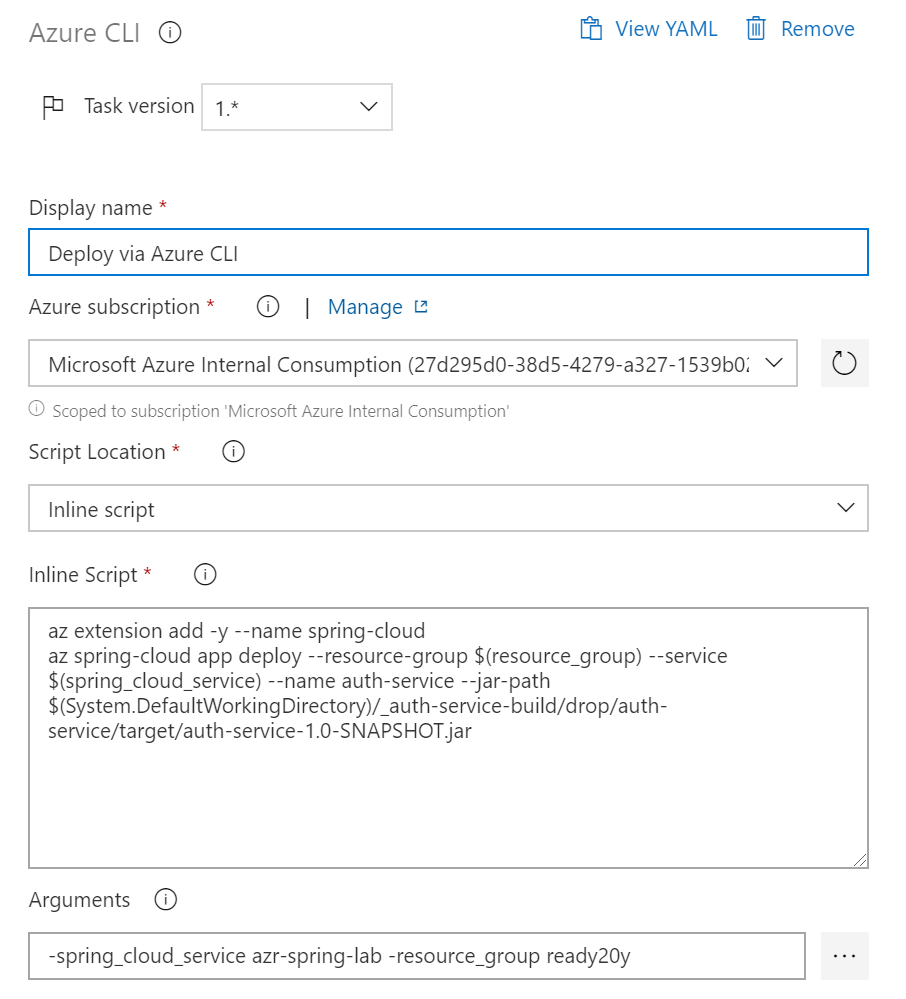 Azure CLI
View YAML
Remove
Task version 1.*
Display name *
Deploy via Azure CLI
Azure subscription * | Manage
Microsoft Azure Internal Consumption (27d295d0-38d5-4279-a327-1539b02
Scoped to subscription 'Microsoft Azure Internal Consumption'
Script Location *
Inline script
Inline Script *
az extension add -y --name spring-cloud
az spring-cloud app deploy --resource-group $(resource_group) --service
$(spring_cloud_service) --name auth-service --jar-path
$(System.DefaultWorkingDirectory)/_auth-service-build/drop/auth-
service/target/auth-service-1.0-SNAPSHOT.jar
Arguments
-spring_cloud_service azr-spring-lab -resource_group ready20y